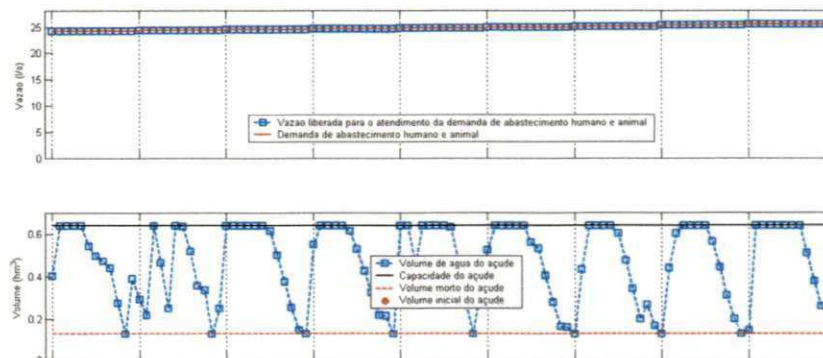 25
20
15
10
5
0
Vazao (l/s)
Vazao liberada para o atendimento da demanda de abastecimento humano e animal
Demanda de abastecimento humano e animal
0.6
0.4
0.2
Volume (hm³)
Volume de agua do açude
Capacidade do açude
Volume morto do açude
Volume inicial do açude